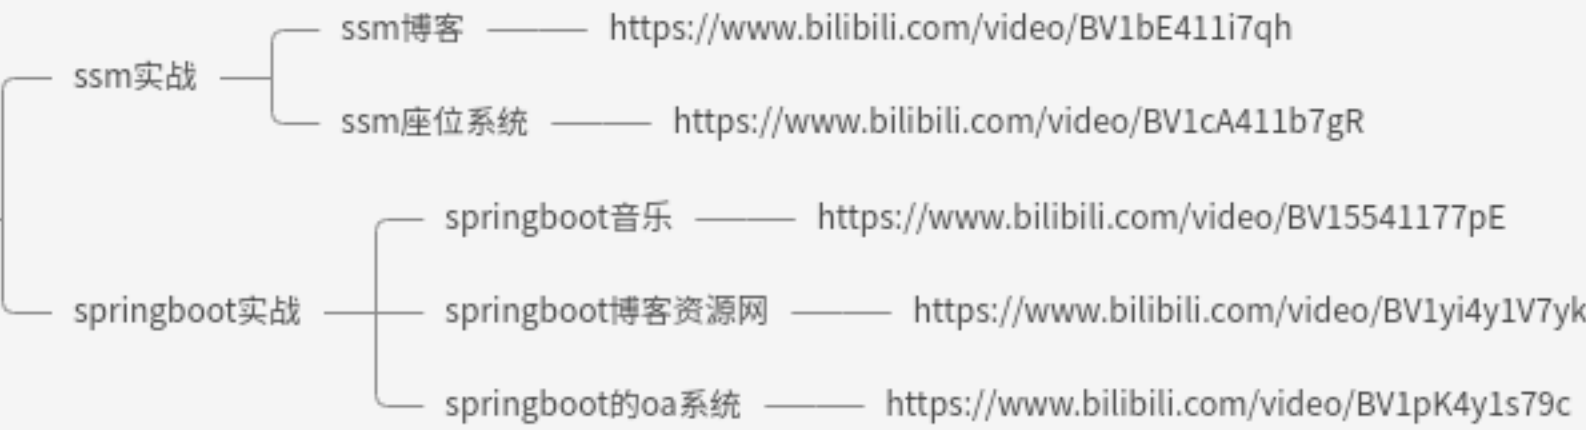 ssm实战
ssm博客 https://www.bilibili.com/video/BV1bE411i7qh
ssm座位系统 https://www.bilibili.com/video/BV1cA411b7gR
springboot实战
springboot音乐 https://www.bilibili.com/video/BV15541177pE
springboot博客资源网 https://www.bilibili.com/video/BV1yi4y1V7yk
springboot的oa系统 https://www.bilibili.com/video/BV1pK4y1s79c